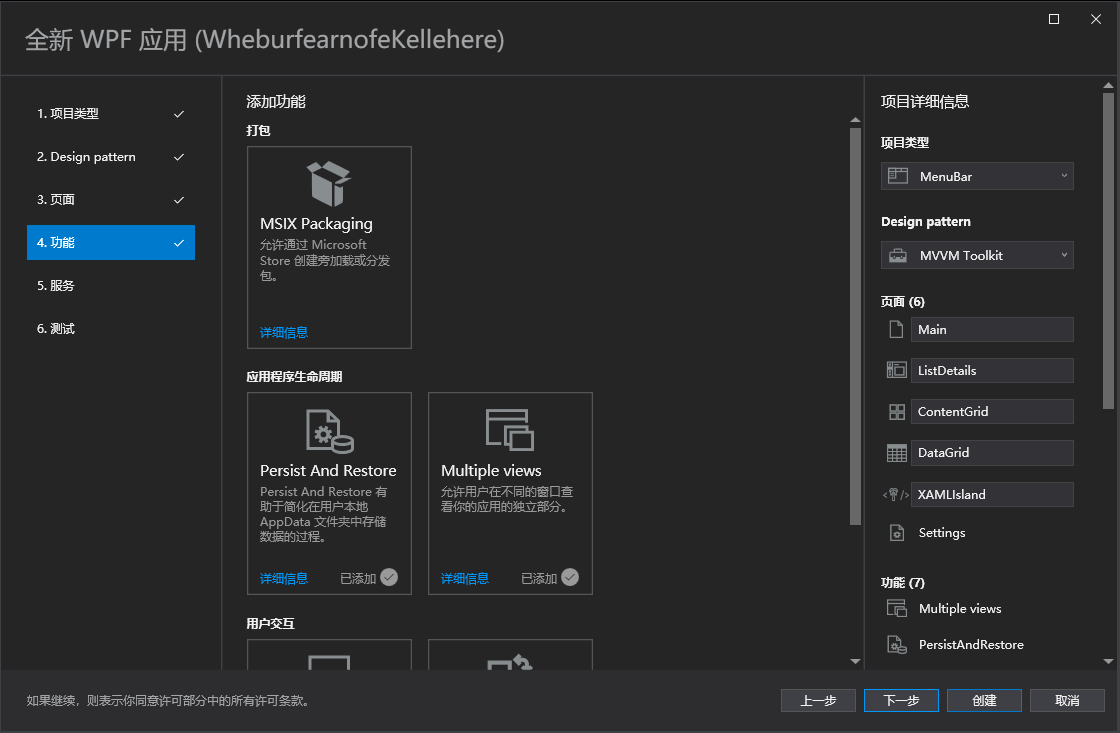 全新 WPF 应用 (WheburfearnofeKellehere)
1. 项目类型
2. Design pattern
3. 页面
4. 功能
5. 服务
6. 测试
添加功能
打包
MSIX Packaging
允许通过 Microsoft
Store 创建旁加载或分发
包。
详细信息
应用程序生命周期
Persist And Restore
Persist And Restore 有
助于简化在用户本地
AppData 文件夹中存储
数据的过程。
详细信息 已添加
Multiple views
允许用户在不同的窗口查
看你的应用的独立部分。
详细信息 已添加
用户交互
项目详细信息
项目类型
MenuBar
Design pattern
MVVM Toolkit
页面 (6)
Main
ListDetails
ContentGrid
DataGrid
XAMLIsland
Settings
功能 (7)
Multiple views
PersistAndRestore
如果继续，则表示你同意许可部分中的所有许可条款。
上一步 下一步 创建 取消